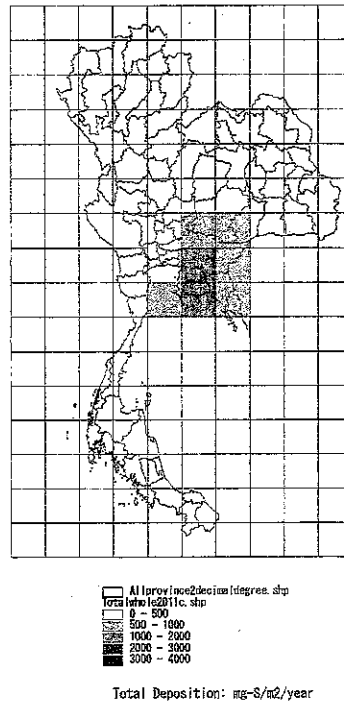 Allprovince2decimaldegree.shp
Totalwhole2011c.shp
0 - 500
500 - 1000
1000 - 2000
2000 - 3000
3000 - 4000
Total Deposition: mg-S/m2/year